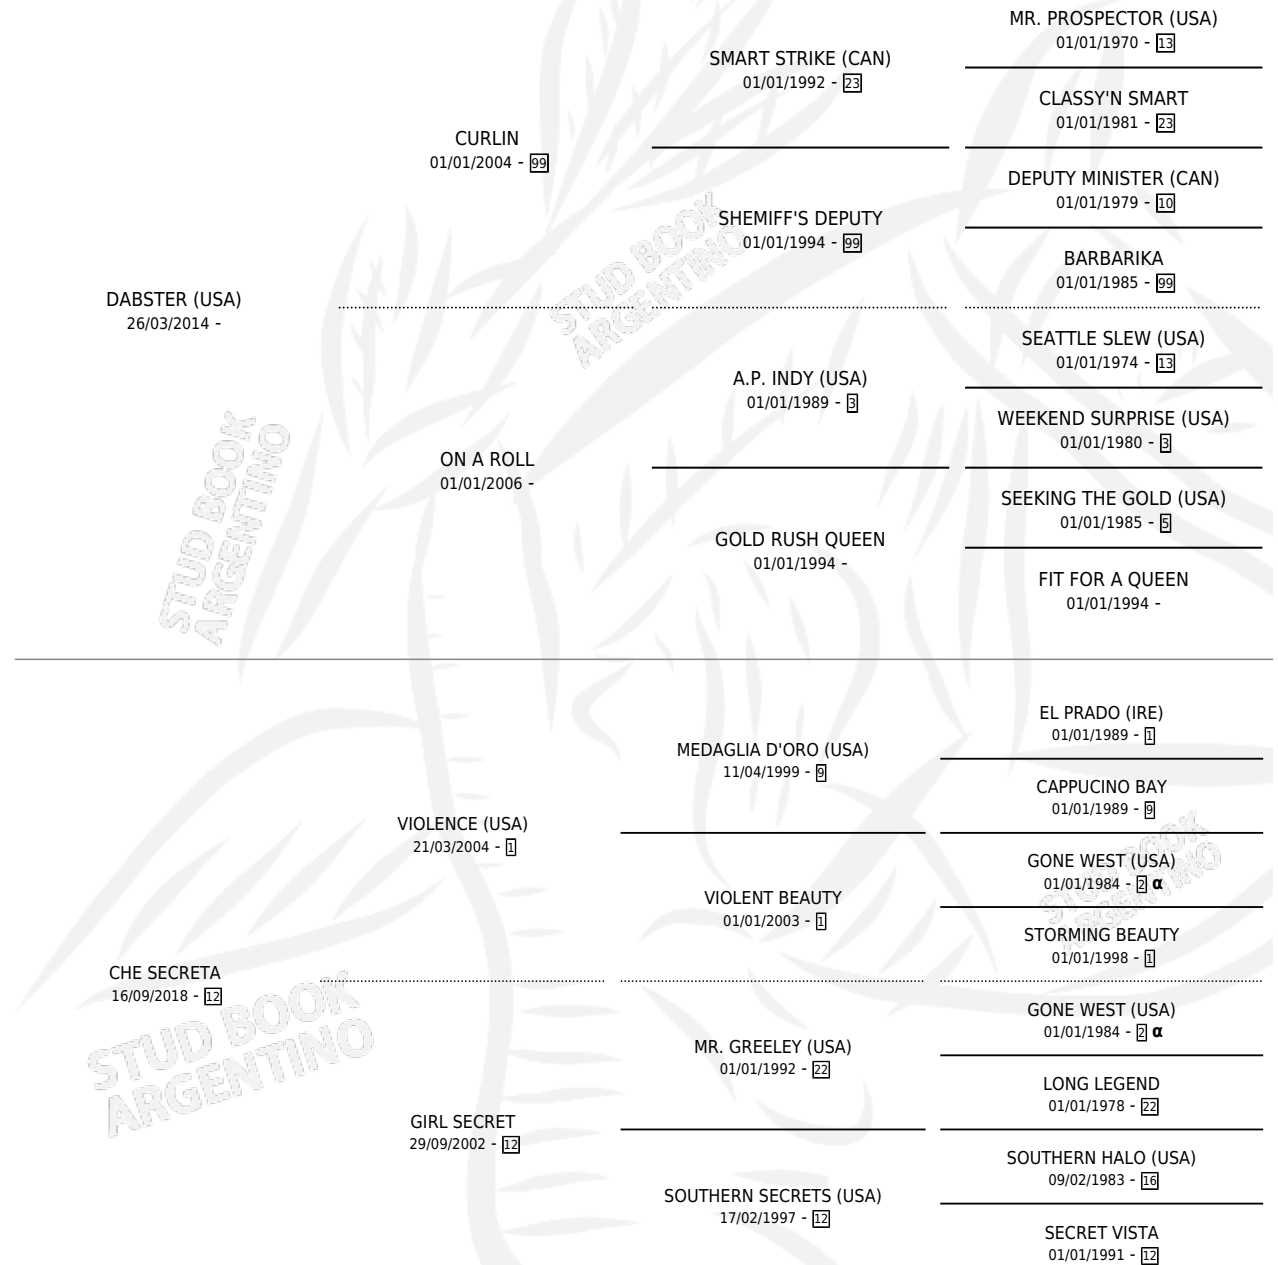 MR. PROSPECTOR (USA)
01/01/1970 - 13
SMART STRIKE (CAN)
01/01/1992 - 23
CLASSY'N SMART
01/01/1981 - 23
CURLIN
01/01/2004 - 99
DEPUTY MINISTER (CAN)
01/01/1979 - 10
SHEMIFF'S DEPUTY
01/01/1994 - 99
BARBARIKA
01/01/1985 - 99
DABSTER (USA)
26/03/2014 -
STUD BOOK
ARGENTINO
SEATTLE SLEW (USA)
01/01/1974 - 13
A.P. INDY (USA)
01/01/1989 - 3
WEEKEND SURPRISE (USA)
01/01/1980 - 3
ON A ROLL
01/01/2006 -
SEEKING THE GOLD (USA)
01/01/1985 - 5
STUD BOOK
ARGENTINO
GOLD RUSH QUEEN
01/01/1994 -
FIT FOR A QUEEN
01/01/1994 -
EL PRADO (IRE)
01/01/1989 - 1
MEDAGLIA D'ORO (USA)
11/04/1999 - 9
CAPPUCINO BAY
01/01/1989 - 9
VIOLENCE (USA)
21/03/2004 - 1
GONE WEST (USA)
01/01/1984 - 2 α
STUD BOOK
ARGENTINO
VIOLENT BEAUTY
01/01/2003 - 1
STORMING BEAUTY
01/01/1998 - 1
CHE SECRETA
16/09/2018 - 12
STUD BOOK
ARGENTINO
GONE WEST (USA)
01/01/1984 - 2 α
MR. GREELEY (USA)
01/01/1992 - 22
LONG LEGEND
01/01/1978 - 22
GIRL SECRET
29/09/2002 - 12
SOUTHERN HALO (USA)
09/02/1983 - 16
SOUTHERN SECRETS (USA)
17/02/1997 - 12
SECRET VISTA
01/01/1991 - 12